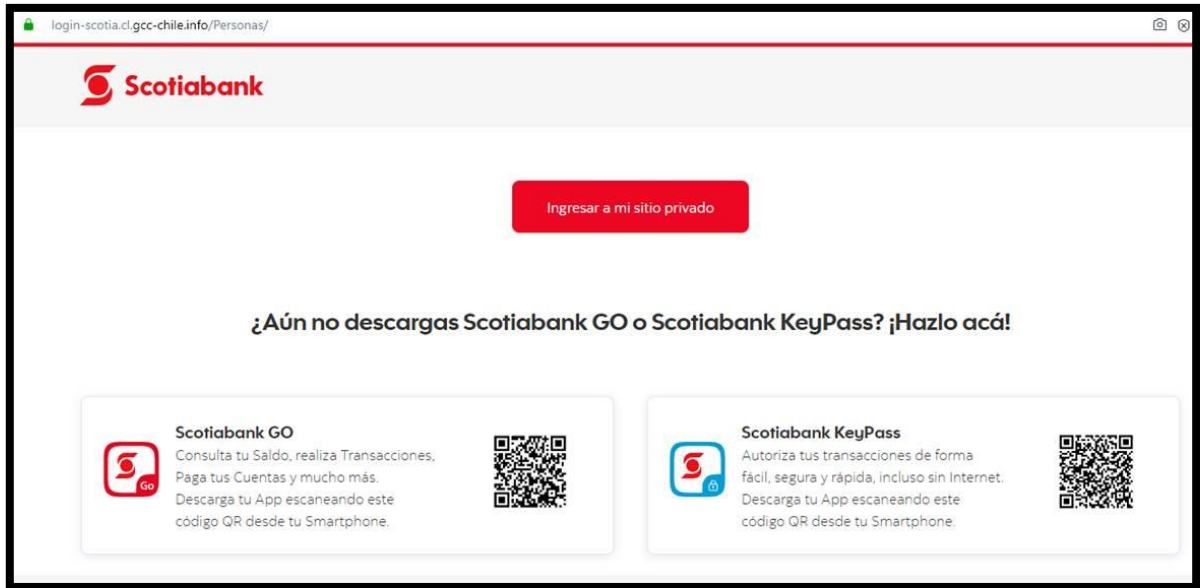 login-scotia.cl.gcc-chile.info/Personas/
Scotiabank
Ingresar a mi sitio privado
¿Aún no descargas Scotiabank GO o Scotiabank KeyPass? ¡Hazlo acá!
Go
Scotiabank GO
Consulta tu Saldo, realiza Transacciones,
Paga tus Cuentas y mucho más.
Descarga tu App escaneando este
código QR desde tu Smartphone.
Scotiabank KeyPass
Autoriza tus transacciones de forma
fácil, segura y rápida, incluso sin Internet.
Descarga tu App escaneando este
código QR desde tu Smartphone.